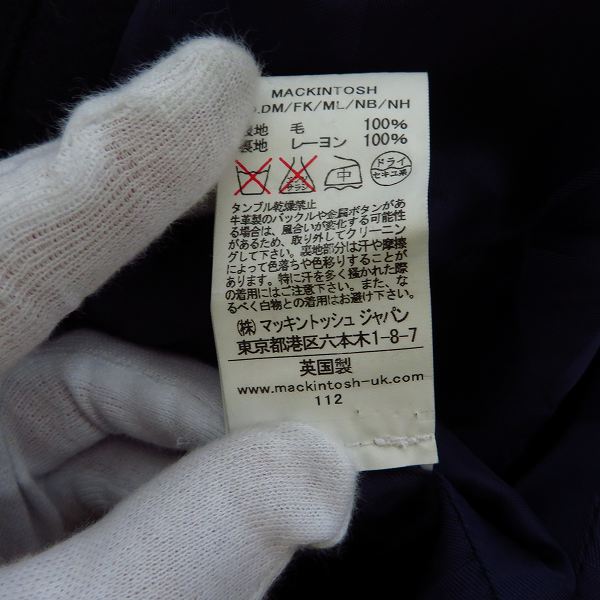 MACKINTOSH
.DM/FK/ML/NB/NH
表地 毛 100%
裏地 レーヨン 100%
エンソ サラシ 中 ドライ セキユ系
タンブル乾燥禁止
牛革製のバックルや金属ボタンがあ
る場合は、風合いが変化する可能性
があるため、取り外してクリーニン
グして下さい。裏地部分は汗や摩擦
によって色落ちや色移りすることが
あります。特に汗を多く掻かれた際
の着用にはご注意下さい。また、な
るべく白物との着用はお避け下さい。
(株)マッキントッシュ ジャパン
東京都港区六本木1-8-7
英国製
www.mackintosh-uk.com
112